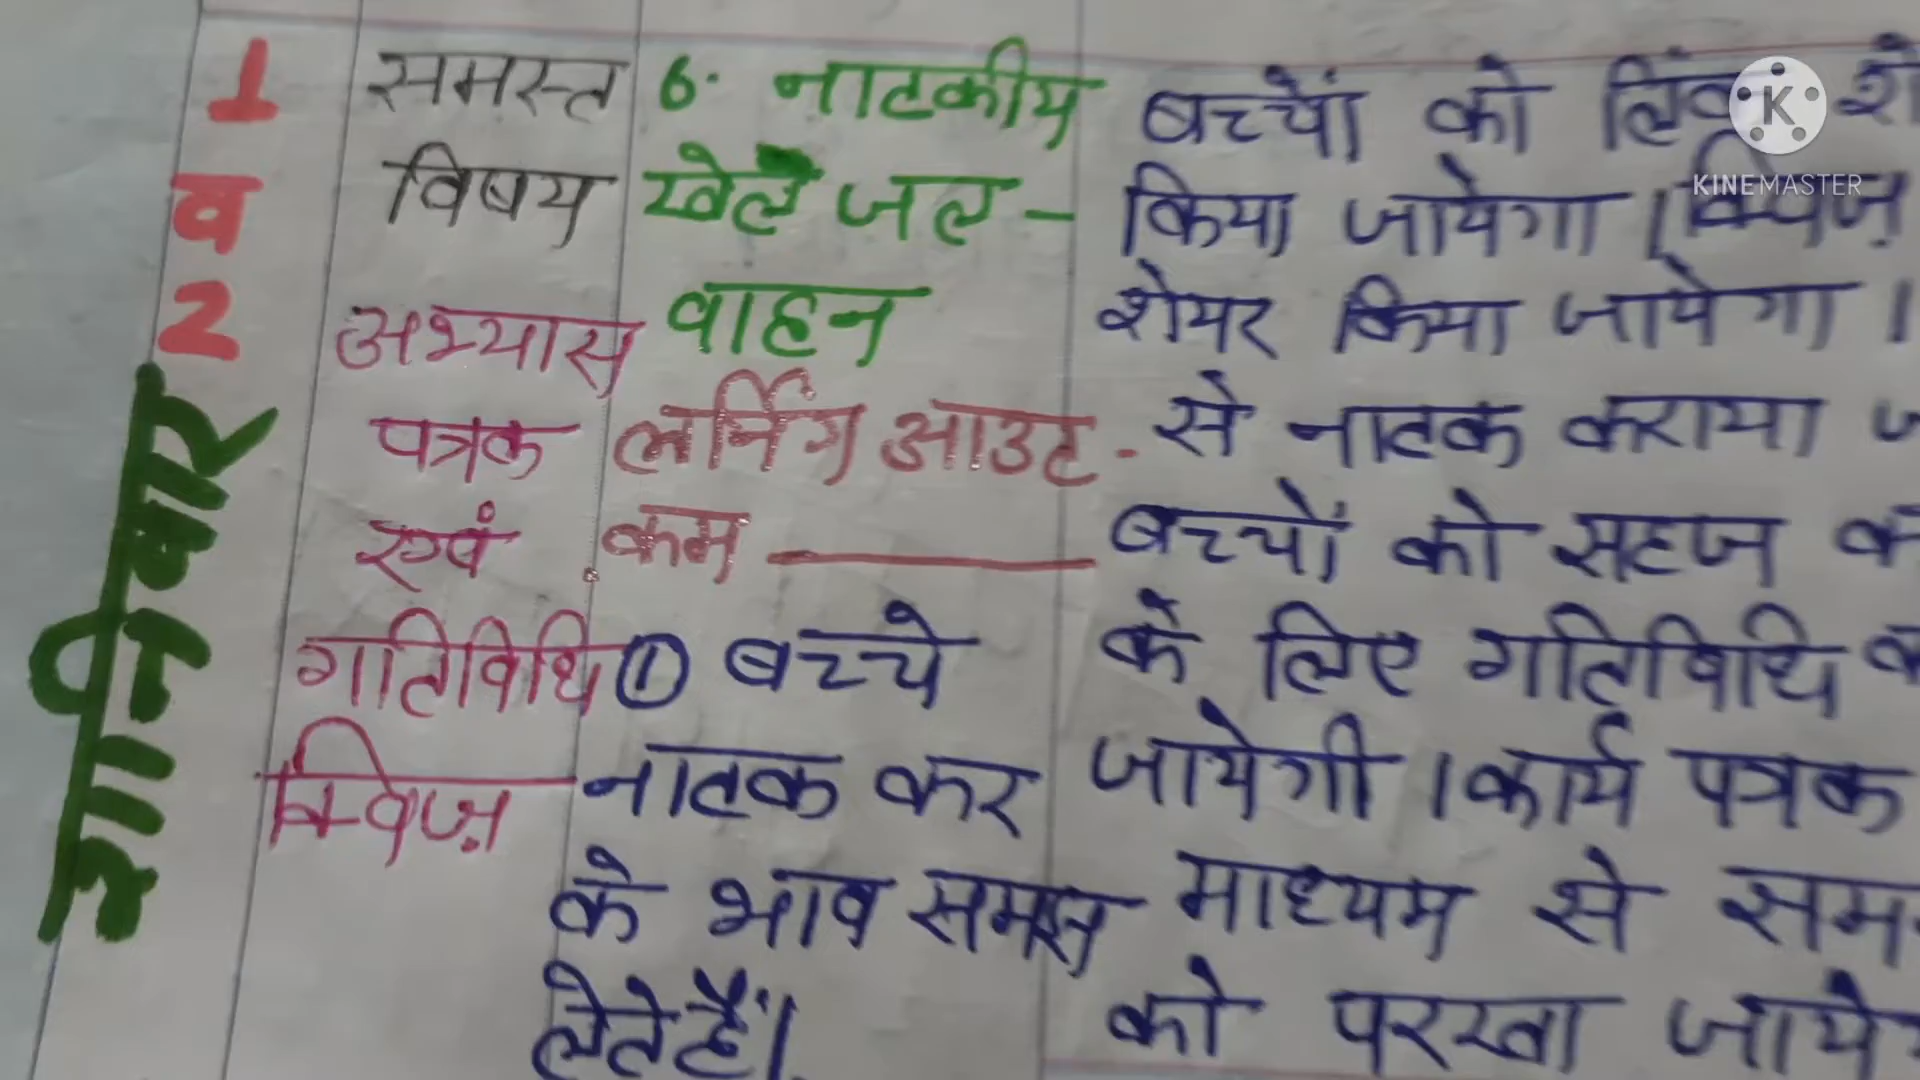 1
व
2
शनिवार
समस्त
विषय
अभ्यास
पत्रक
एवं
गतिविधि
क्विज़
6. नाटकीय
खेलें जल -
वाहन
लर्निंग आउट -
कम
① बच्चे
नाटक कर
के भाव समझ
लेते हैं।
बच्चों को लिंक
किया जायेगा। क्विज़
शेयर किया जायेगा।
से नाटक कराया
बच्चों को सहज
के लिए गतिविधि
जायेगी। कार्य पत्रक
माध्यम से
को परखा जाये
K
KINEMASTER